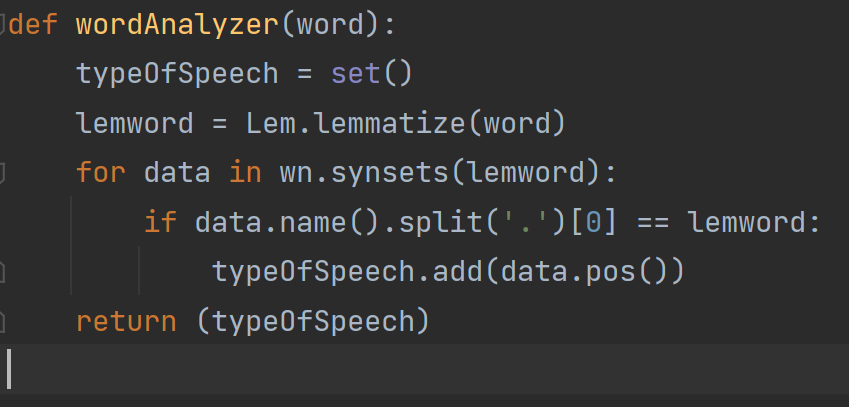 def wordAnalyzer(word):
    typeOfSpeech = set()
    lemword = Lem.lemmatize(word)
    for data in wn.synsets(lemword):
        if data.name().split('.')[0] == lemword:
            typeOfSpeech.add(data.pos())
    return (typeOfSpeech)